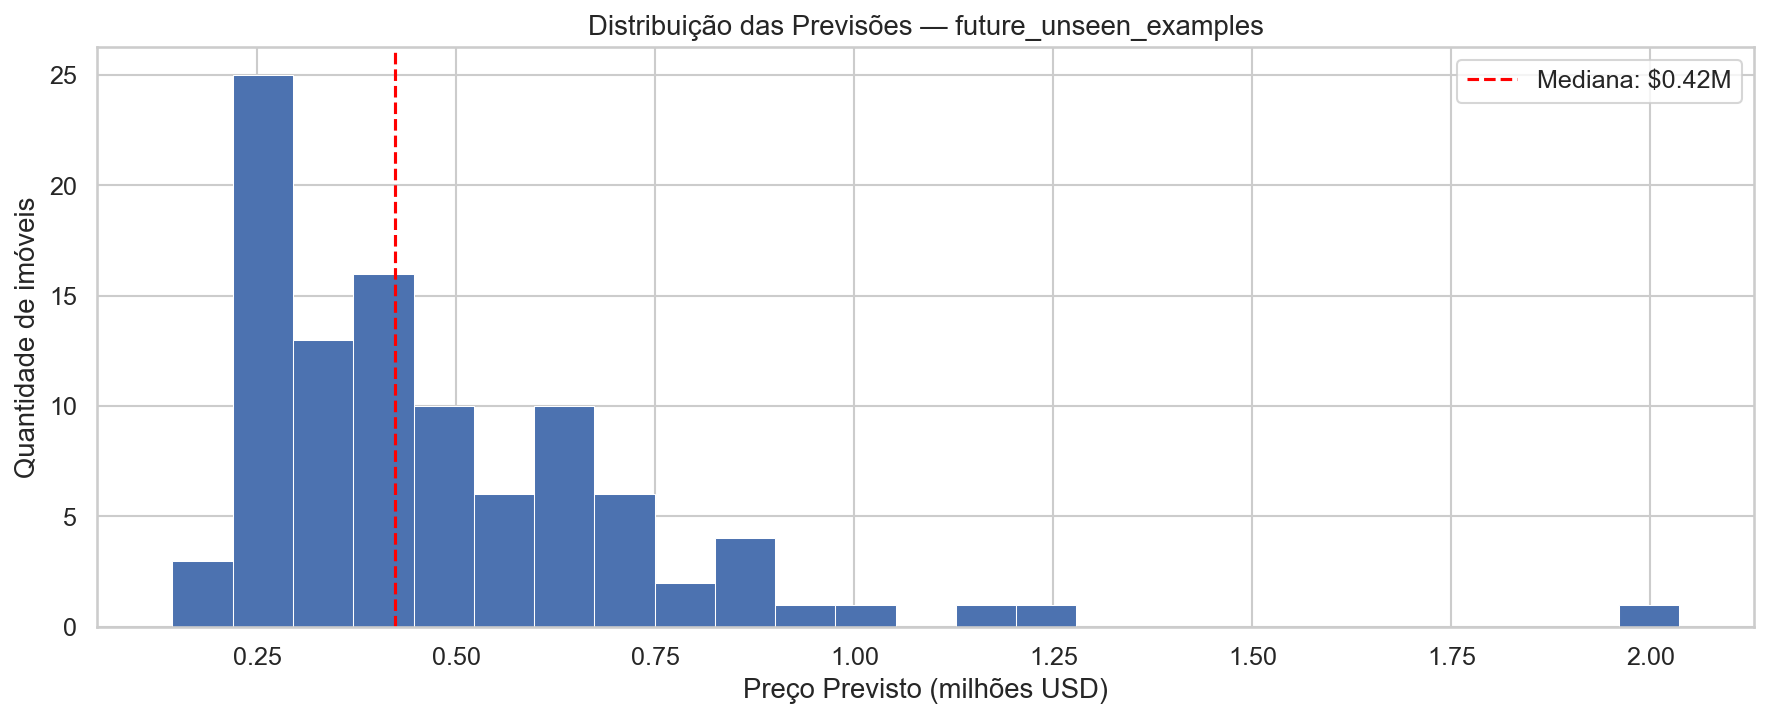 Distribuição das Previsões — future_unseen_examples
Mediana: $0.42M
Quantidade de imóveis
25
20
15
10
5
0
0.25 0.50 0.75 1.00 1.25 1.50 1.75 2.00
Preço Previsto (milhões USD)